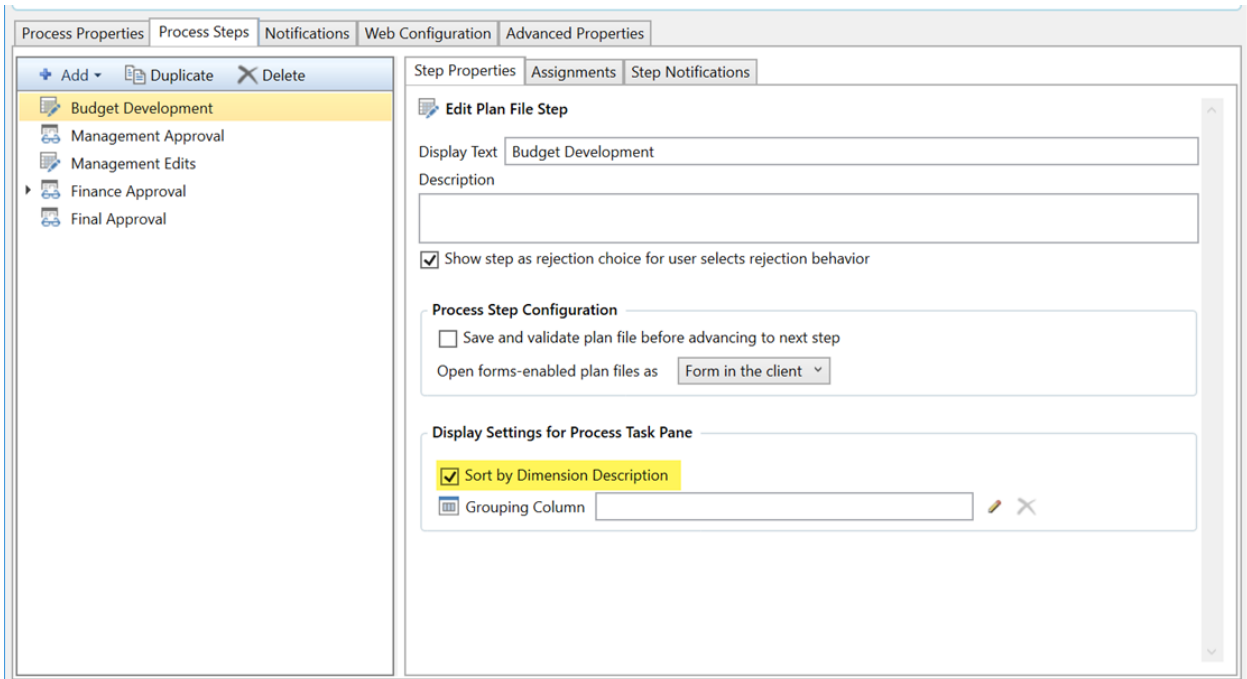 Process Properties Process Steps Notifications Web Configuration Advanced Properties
Add Duplicate Delete
Budget Development
Management Approval
Management Edits
Finance Approval
Final Approval
Step Properties Assignments Step Notifications
Edit Plan File Step
Display Text Budget Development
Description
Show step as rejection choice for user selects rejection behavior
Process Step Configuration
Save and validate plan file before advancing to next step
Open forms-enabled plan files as Form in the client
Display Settings for Process Task Pane
Sort by Dimension Description
Grouping Column